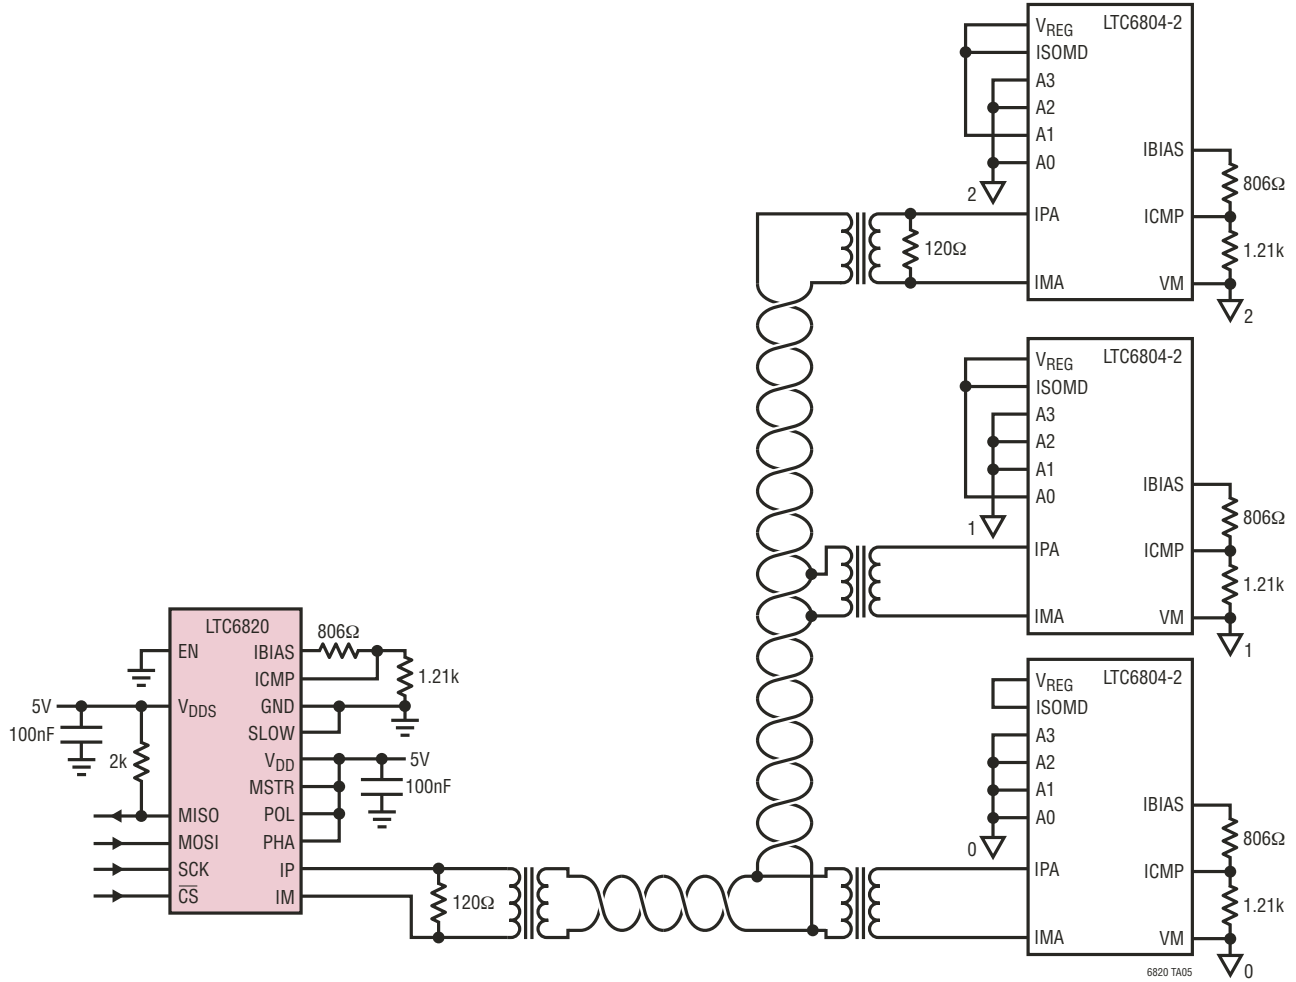 LTC6804-2
VREG
ISOMD
A3
A2
A1
A0
IBIAS
806Ω
2
IPA
ICMP
120Ω
1.21k
IMA
VM
2
LTC6804-2
VREG
ISOMD
A3
A2
A1
A0
IBIAS
806Ω
1
IPA
ICMP
1.21k
IMA
VM
1
LTC6820
806Ω
EN
IBIAS
ICMP
1.21k
5V
VDDS
GND
100nF
SLOW
2k
VDD
5V
MSTR
100nF
MISO
POL
MOSI
PHA
SCK
IP
CS
IM
120Ω
LTC6804-2
VREG
ISOMD
A3
A2
A1
A0
IBIAS
806Ω
0
IPA
ICMP
1.21k
IMA
VM
0
6820 TA05